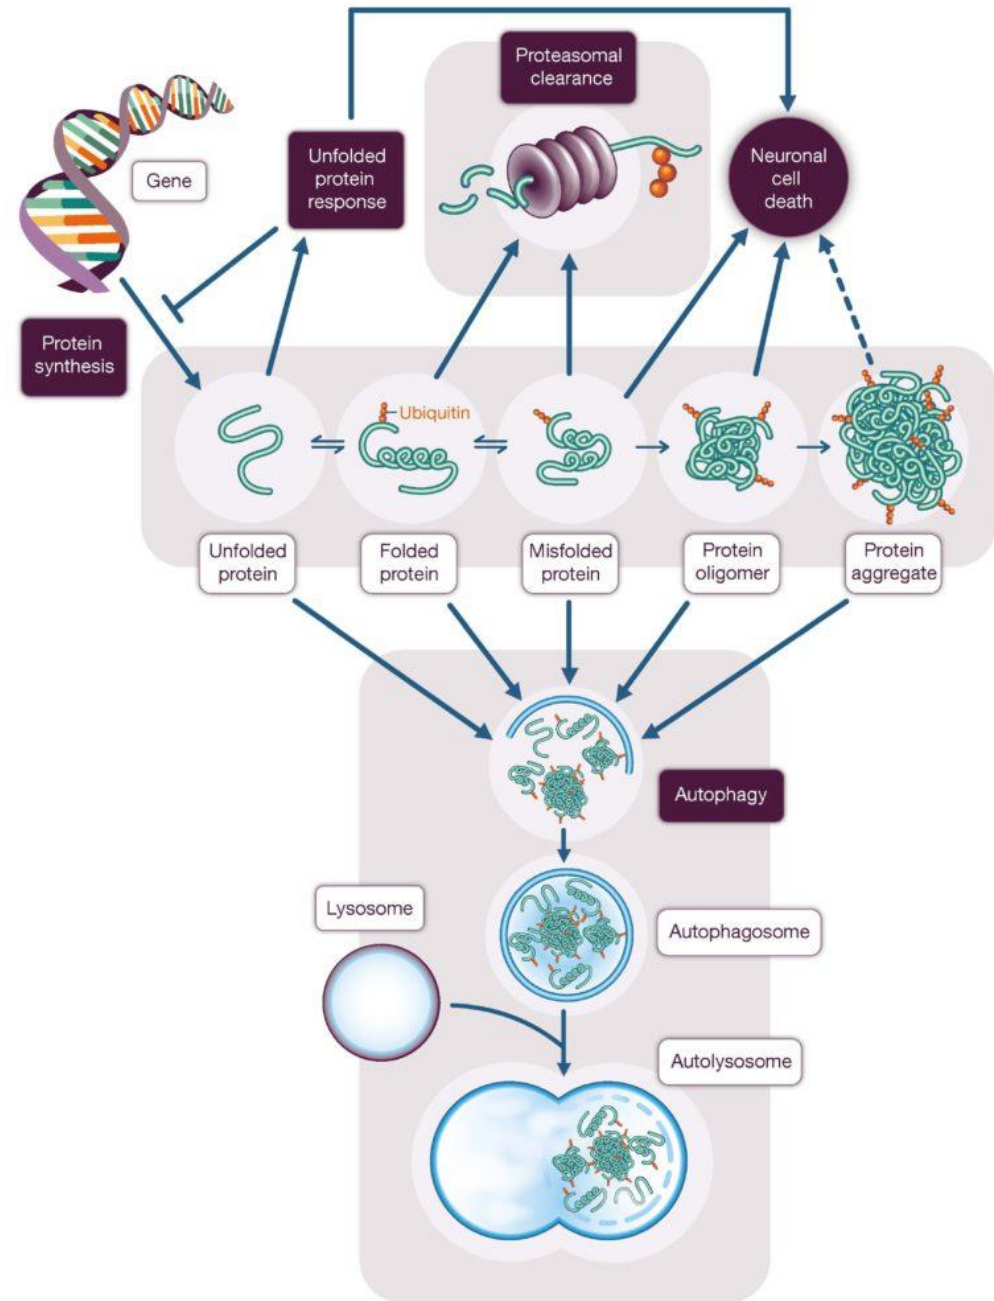 Proteasomal
clearance
Unfolded
protein
response
Neuronal
cell
death
Gene
Protein
synthesis
Ubiquitin
Unfolded
protein
Folded
protein
Misfolded
protein
Protein
oligomer
Protein
aggregate
Autophagy
Lysosome
Autophagosome
Autolysosome